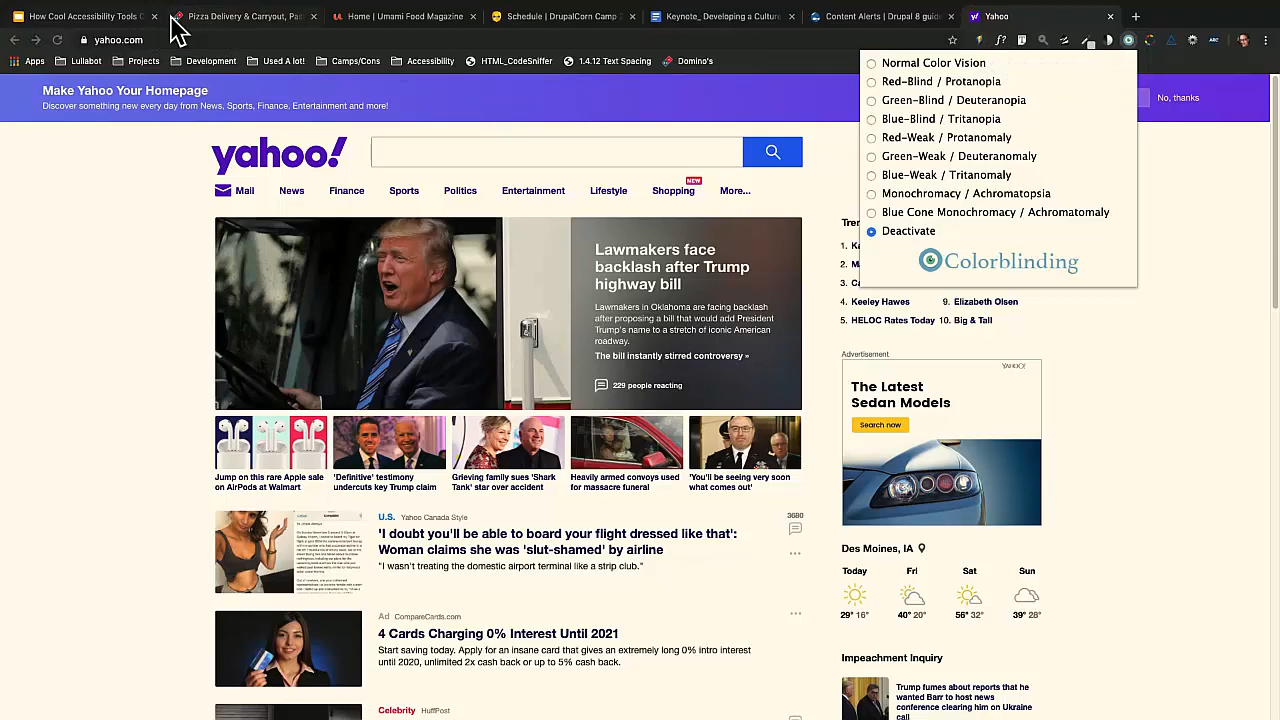 How Cool Accessibility Tools C
Pizza Delivery & Carryout, Pas
Home | Umami Food Magazine
Schedule | DrupalCorn Camp 2
Keynote_ Developing a Culture
Content Alerts | Drupal 8 guide
Yahoo
yahoo.com
ABC
Apps
Lullabot
Projects
Development
Used A lot!
Camps/Cons
Accessibility
HTML_CodeSniffer
1.4.12 Text Spacing
Domino's
Make Yahoo Your Homepage
Discover something new every day from News, Sports, Finance, Entertainment and more!
No, thanks
Normal Color Vision
Red-Blind / Protanopia
Green-Blind / Deuteranopia
Blue-Blind / Tritanopia
Red-Weak / Protanomaly
Green-Weak / Deuteranomaly
Blue-Weak / Tritanomaly
Monochromacy / Achromatopsia
Blue Cone Monochromacy / Achromatomaly
Deactivate
Colorblinding
yahoo!
Mail
News
Finance
Sports
Politics
Entertainment
Lifestyle
Shopping
NEW
More...
Lawmakers face
backlash after Trump
highway bill
Lawmakers in Oklahoma are facing backlash
after proposing a bill that would add President
Trump's name to a stretch of iconic American
roadway.
The bill instantly stirred controversy »
229 people reacting
Jump on this rare Apple sale
on AirPods at Walmart
'Definitive' testimony
undercuts key Trump claim
Grieving family sues 'Shark
Tank' star over accident
Heavily armed convoys used
for massacre funeral
'You'll be seeing very soon
what comes out'
U.S. Yahoo Canada Style
3680
'I doubt you'll be able to board your flight dressed like that':
Woman claims she was 'slut-shamed' by airline
"I wasn't treating the domestic airport terminal like a strip club."
Ad CompareCards.com
4 Cards Charging 0% Interest Until 2021
Start saving today. Apply for an insane card that gives an extremely long 0% intro interest
until 2020, unlimited 2x cash back or up to 5% cash back.
Celebrity HuffPost
1.
2.
3.
4. Keeley Hawes
9. Elizabeth Olsen
5. HELOC Rates Today
10. Big & Tall
Advertisement
YAHOO!
The Latest
Sedan Models
Search now
Des Moines, IA
Today Fri Sat Sun
29° 16° 40° 20° 56° 32° 39° 28°
Impeachment Inquiry
Trump fumes about reports that he
wanted Barr to host news
conference clearing him on Ukraine
call